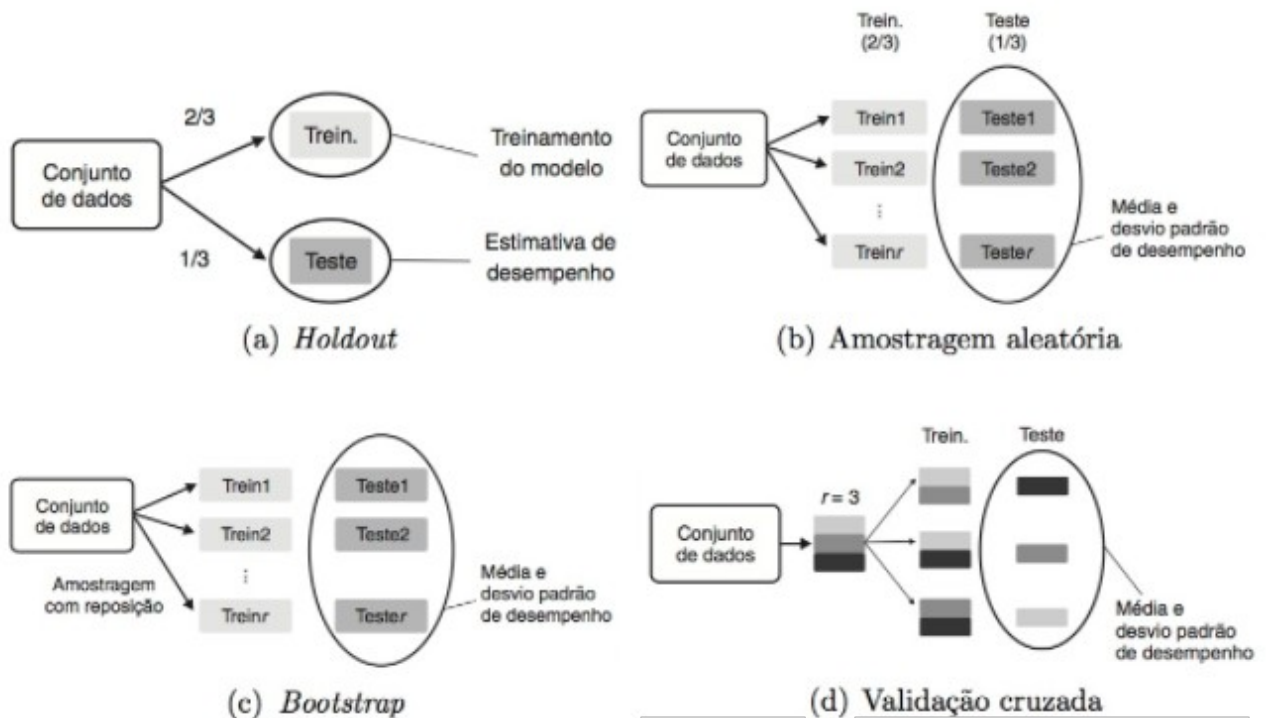 2/3
Trein.
Conjunto
de dados
Treinamento
do modelo
1/3
Teste
Estimativa de
desempenho
(a) Holdout
Trein.
(2/3)
Teste
(1/3)
Conjunto
de dados
Trein1
Teste1
Trein2
Teste2
⋮
Treinr
Tester
Média e
desvio padrão
de desempenho
(b) Amostragem aleatória
Conjunto
de dados
Amostragem
com reposição
Trein1
Teste1
Trein2
Teste2
⋮
Treinr
Tester
Média e
desvio padrão
de desempenho
(c) Bootstrap
Trein.
Teste
Conjunto
de dados
r = 3
Média e
desvio padrão
de desempenho
(d) Validação cruzada